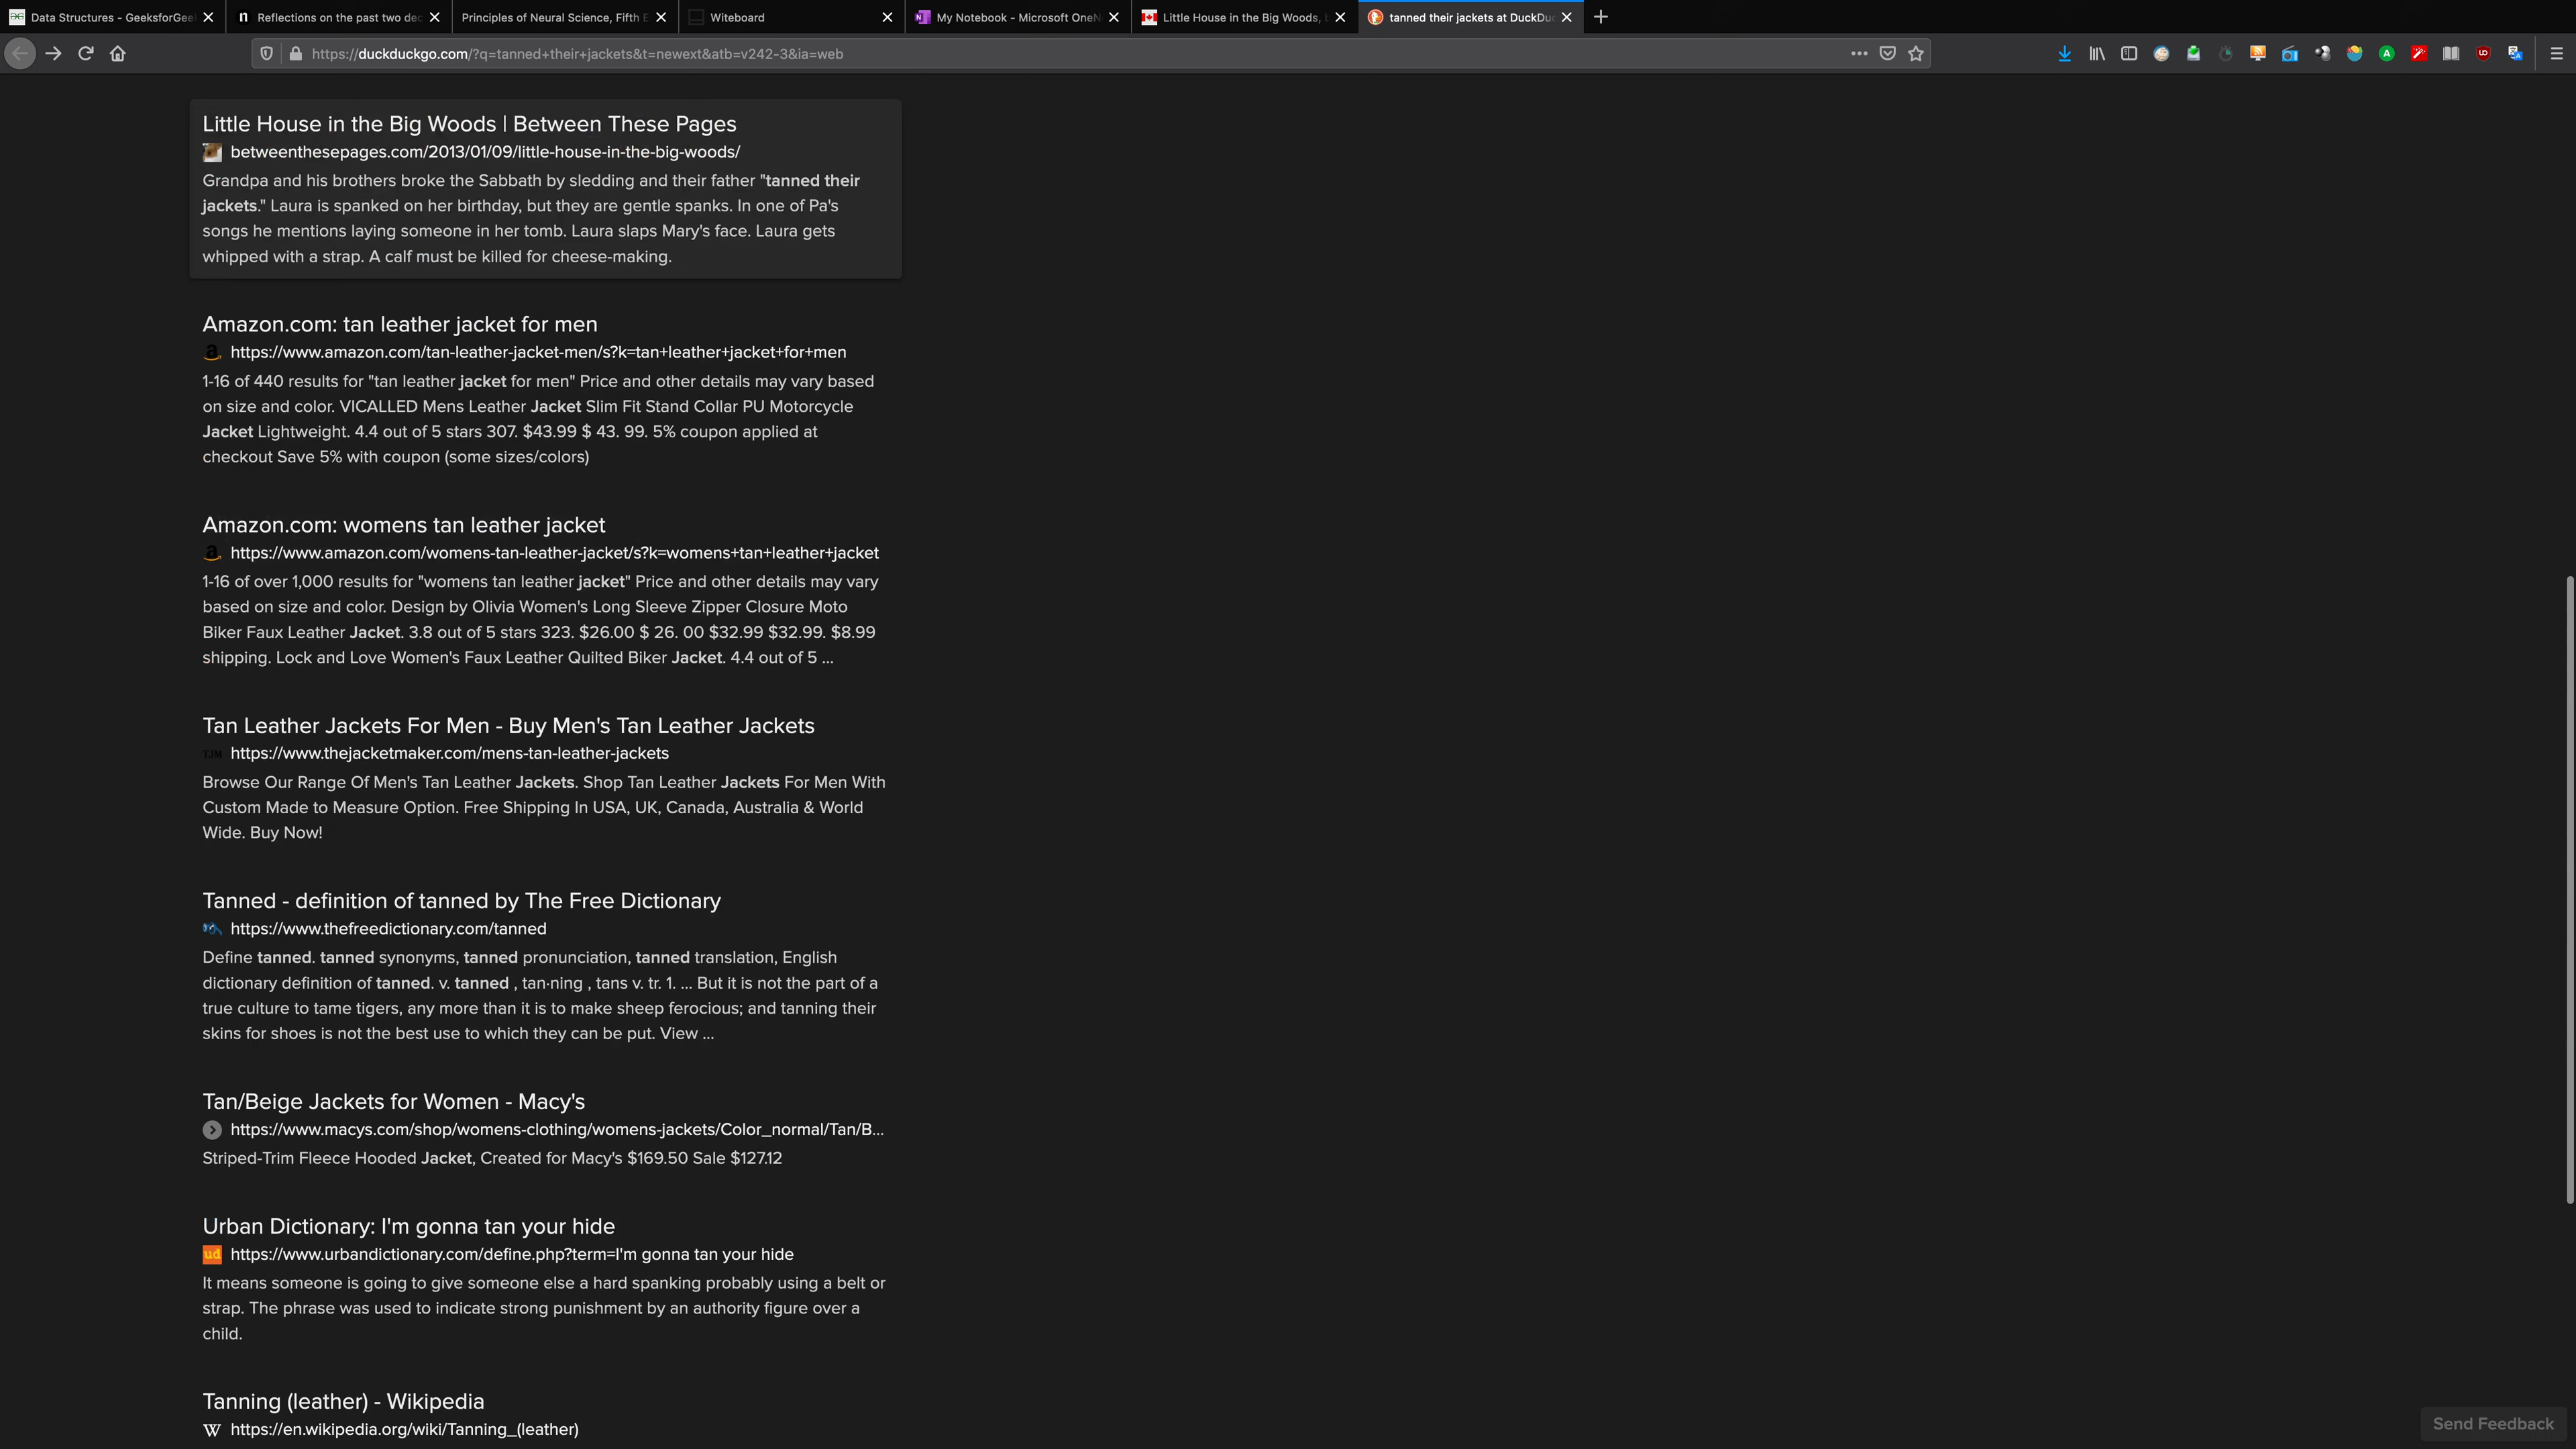 Data Structures - GeeksforGeek
Reflections on the past two dec
Principles of Neural Science, Fifth E
Witeboard
My Notebook - Microsoft OneN
Little House in the Big Woods, b
tanned their jackets at DuckDuc
https://duckduckgo.com/?q=tanned+their+jackets&t=newext&atb=v242-3&ia=web
Little House in the Big Woods | Between These Pages
betweenthesepages.com/2013/01/09/little-house-in-the-big-woods/
Grandpa and his brothers broke the Sabbath by sledding and their father "tanned their
jackets." Laura is spanked on her birthday, but they are gentle spanks. In one of Pa's
songs he mentions laying someone in her tomb. Laura slaps Mary's face. Laura gets
whipped with a strap. A calf must be killed for cheese-making.
Amazon.com: tan leather jacket for men
https://www.amazon.com/tan-leather-jacket-men/s?k=tan+leather+jacket+for+men
1-16 of 440 results for "tan leather jacket for men" Price and other details may vary based
on size and color. VICALLED Mens Leather Jacket Slim Fit Stand Collar PU Motorcycle
Jacket Lightweight. 4.4 out of 5 stars 307. $43.99 $ 43. 99. 5% coupon applied at
checkout Save 5% with coupon (some sizes/colors)
Amazon.com: womens tan leather jacket
https://www.amazon.com/womens-tan-leather-jacket/s?k=womens+tan+leather+jacket
1-16 of over 1,000 results for "womens tan leather jacket" Price and other details may vary
based on size and color. Design by Olivia Women's Long Sleeve Zipper Closure Moto
Biker Faux Leather Jacket. 3.8 out of 5 stars 323. $26.00 $ 26. 00 $32.99 $32.99. $8.99
shipping. Lock and Love Women's Faux Leather Quilted Biker Jacket. 4.4 out of 5 ...
Tan Leather Jackets For Men - Buy Men's Tan Leather Jackets
TJM https://www.thejacketmaker.com/mens-tan-leather-jackets
Browse Our Range Of Men's Tan Leather Jackets. Shop Tan Leather Jackets For Men With
Custom Made to Measure Option. Free Shipping In USA, UK, Canada, Australia & World
Wide. Buy Now!
Tanned - definition of tanned by The Free Dictionary
https://www.thefreedictionary.com/tanned
Define tanned. tanned synonyms, tanned pronunciation, tanned translation, English
dictionary definition of tanned. v. tanned , tan·ning , tans v. tr. 1. ... But it is not the part of a
true culture to tame tigers, any more than it is to make sheep ferocious; and tanning their
skins for shoes is not the best use to which they can be put. View ...
Tan/Beige Jackets for Women - Macy's
https://www.macys.com/shop/womens-clothing/womens-jackets/Color_normal/Tan/B...
Striped-Trim Fleece Hooded Jacket, Created for Macy's $169.50 Sale $127.12
Urban Dictionary: I'm gonna tan your hide
ud https://www.urbandictionary.com/define.php?term=I'm gonna tan your hide
It means someone is going to give someone else a hard spanking probably using a belt or
strap. The phrase was used to indicate strong punishment by an authority figure over a
child.
Tanning (leather) - Wikipedia
W https://en.wikipedia.org/wiki/Tanning_(leather)
Send Feedback